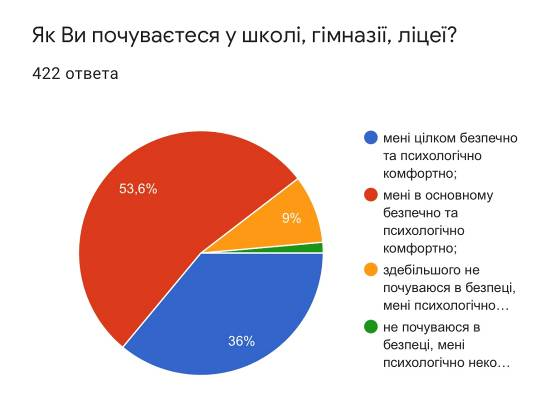 Як Ви почуваєтеся у школі, гімназії, ліцеї?
422 ответа
53,6%
9%
36%
мені цілком безпечно
та психологічно
комфортно;
мені в основному
безпечно та
психологічно
комфортно;
здебільшого не
почуваюся в безпеці,
мені психологічно…
не почуваюся в
безпеці, мені
психологічно неко…